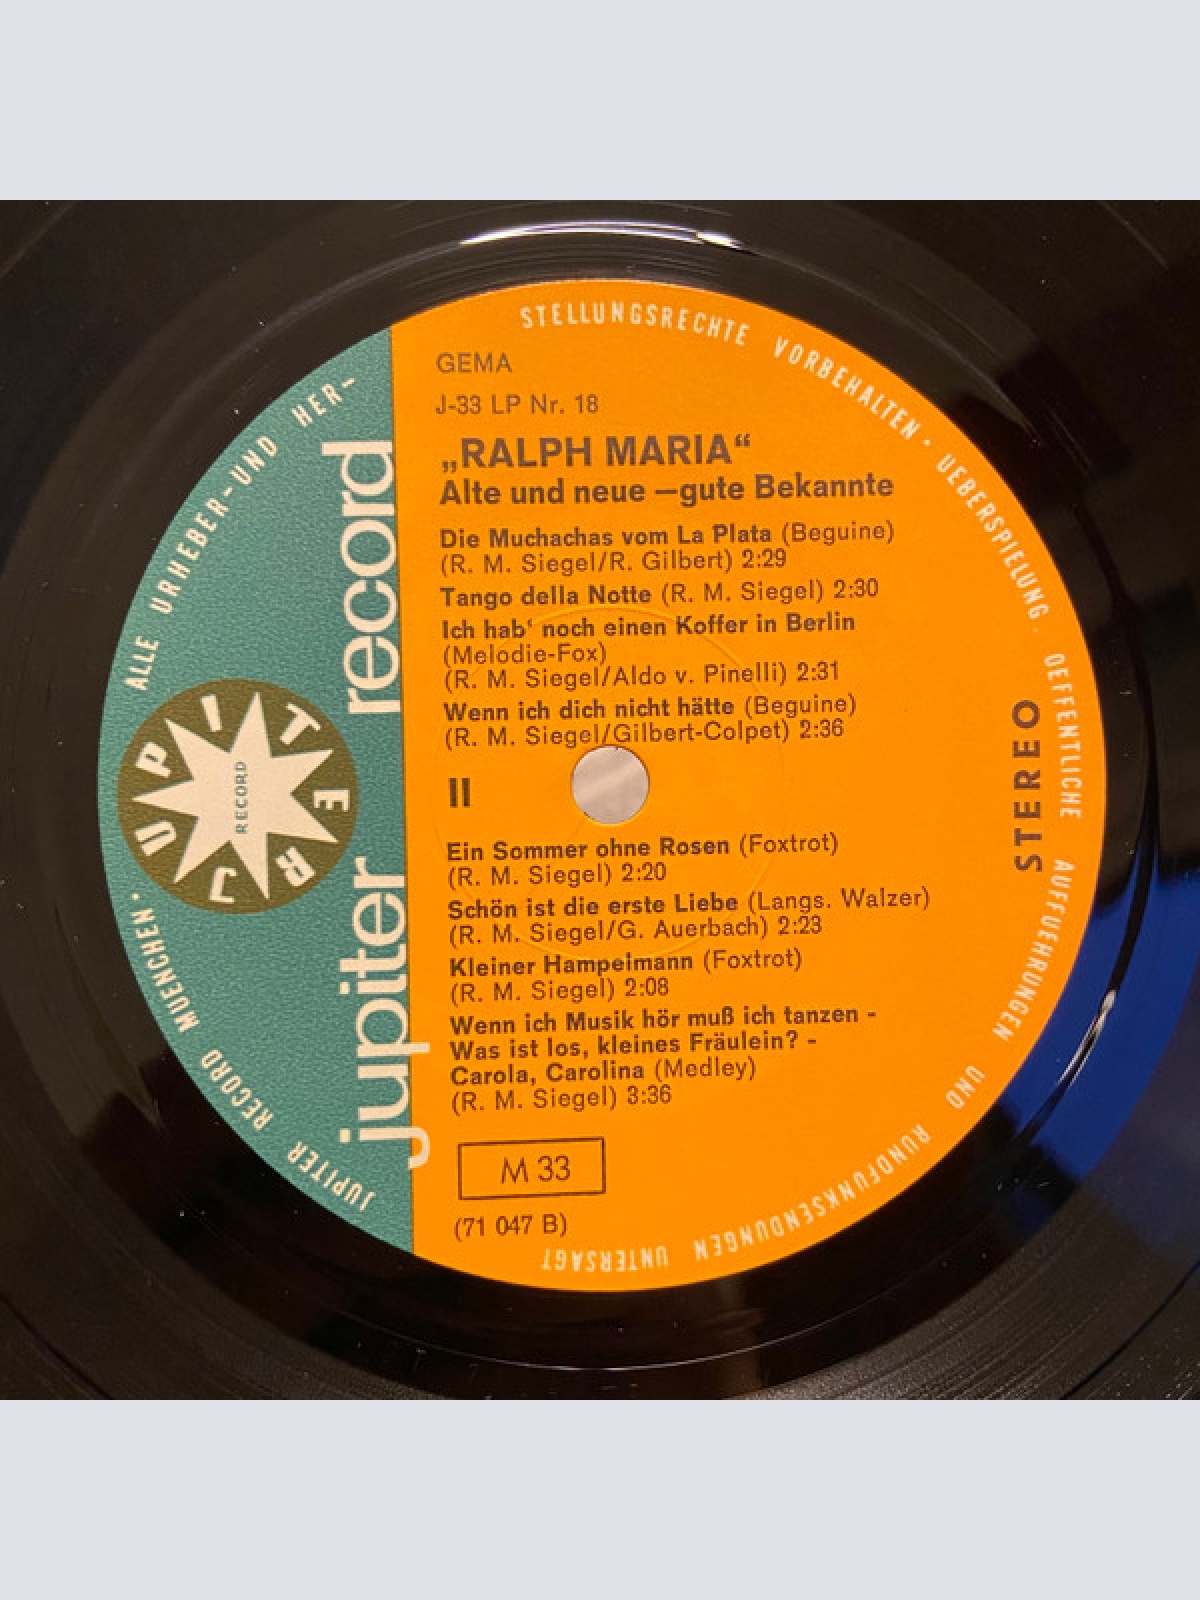 GEMA
J-33 LP Nr. 18
„RALPH MARIA“
Alte und neue —gute Bekannte
Die Muchachas vom La Plata (Beguine)
(R. M. Siegel/R. Gilbert) 2:29
Tango della Notte (R. M. Siegel) 2:30
Ich hab‘ noch einen Koffer in Berlin
(Melodie-Fox)
(R. M. Siegel/Aldo v. Pinelli) 2:31
Wenn ich dich nicht hätte (Beguine)
(R. M. Siegel/Gilbert-Colpet) 2:36
II
Ein Sommer ohne Rosen (Foxtrot)
(R. M. Siegel) 2:20
Schön ist die erste Liebe (Langs. Walzer)
(R. M. Siegel/G. Auerbach) 2:23
Kleiner Hampelmann (Foxtrot)
(R. M. Siegel) 2:08
Wenn ich Musik hör muß ich tanzen -
Was ist los, kleines Fräulein? -
Carola, Carolina (Medley)
(R. M. Siegel) 3:36
M 33
(71 047 B)
STEREO
jupiter record
JUPITER
RECORD
JUPITER RECORD MUENCHEN · ALLE URHEBER-UND HER-
STELLUNGSRECHTE VORBEHALTEN · UEBERSPIELUNG · OEFFENTLICHE AUFFUEHRUNGEN UND RUNDFUNKSENDUNGEN UNTERSAGT